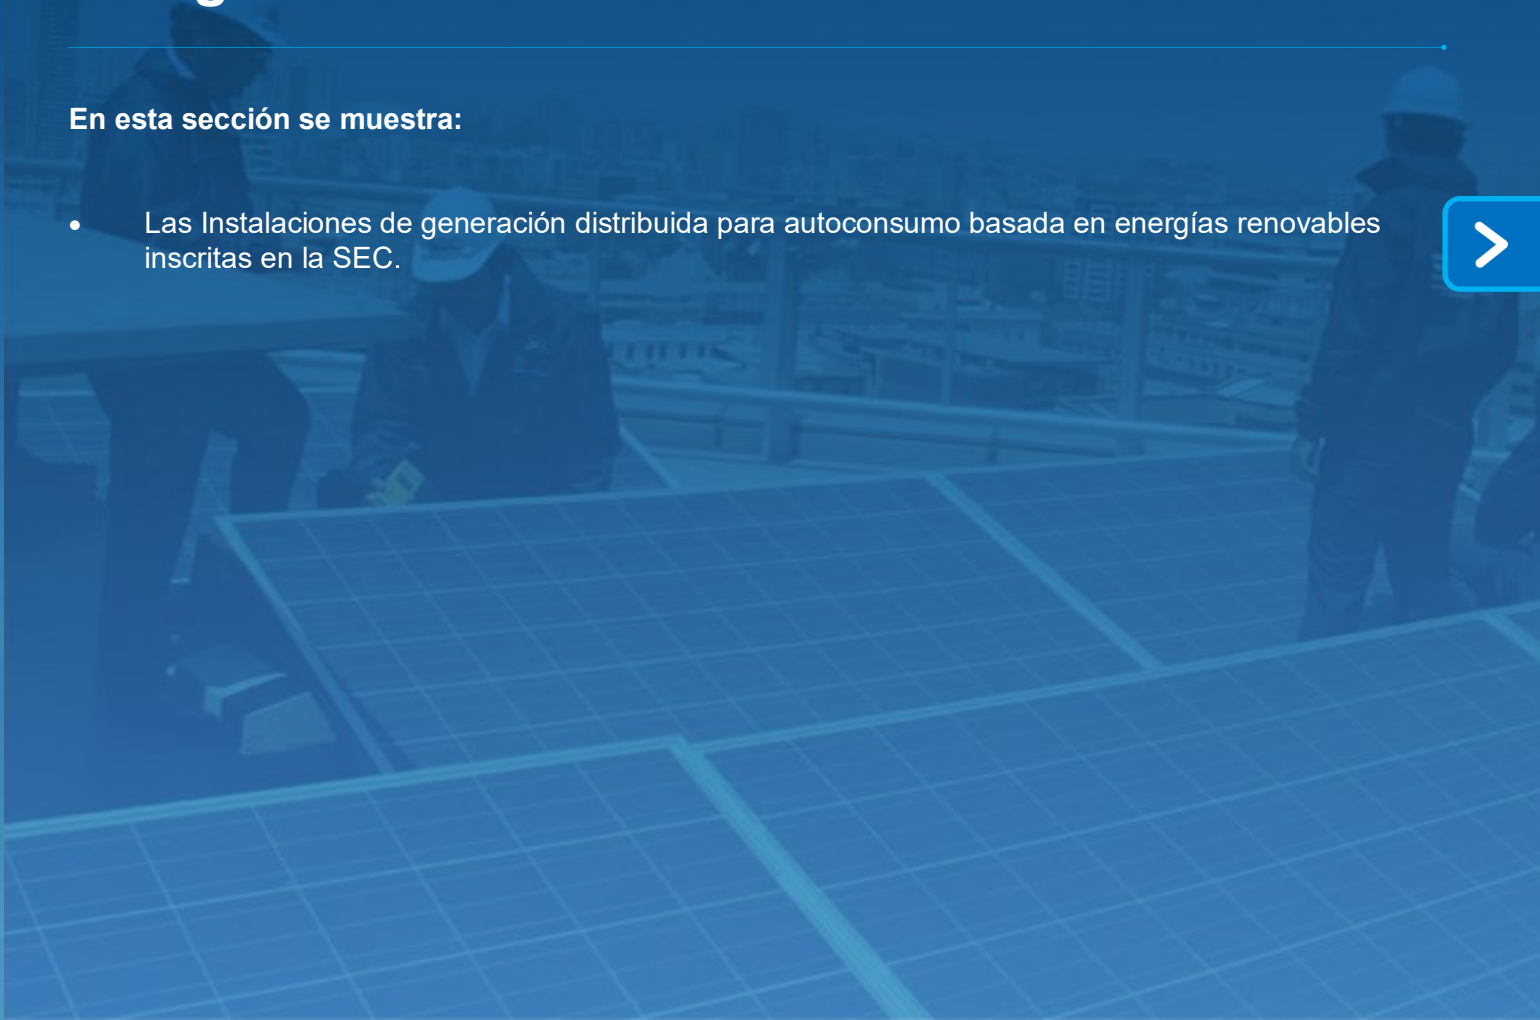 En esta sección se muestra:
• Las Instalaciones de generación distribuida para autoconsumo basada en energías renovables
inscritas en la SEC.